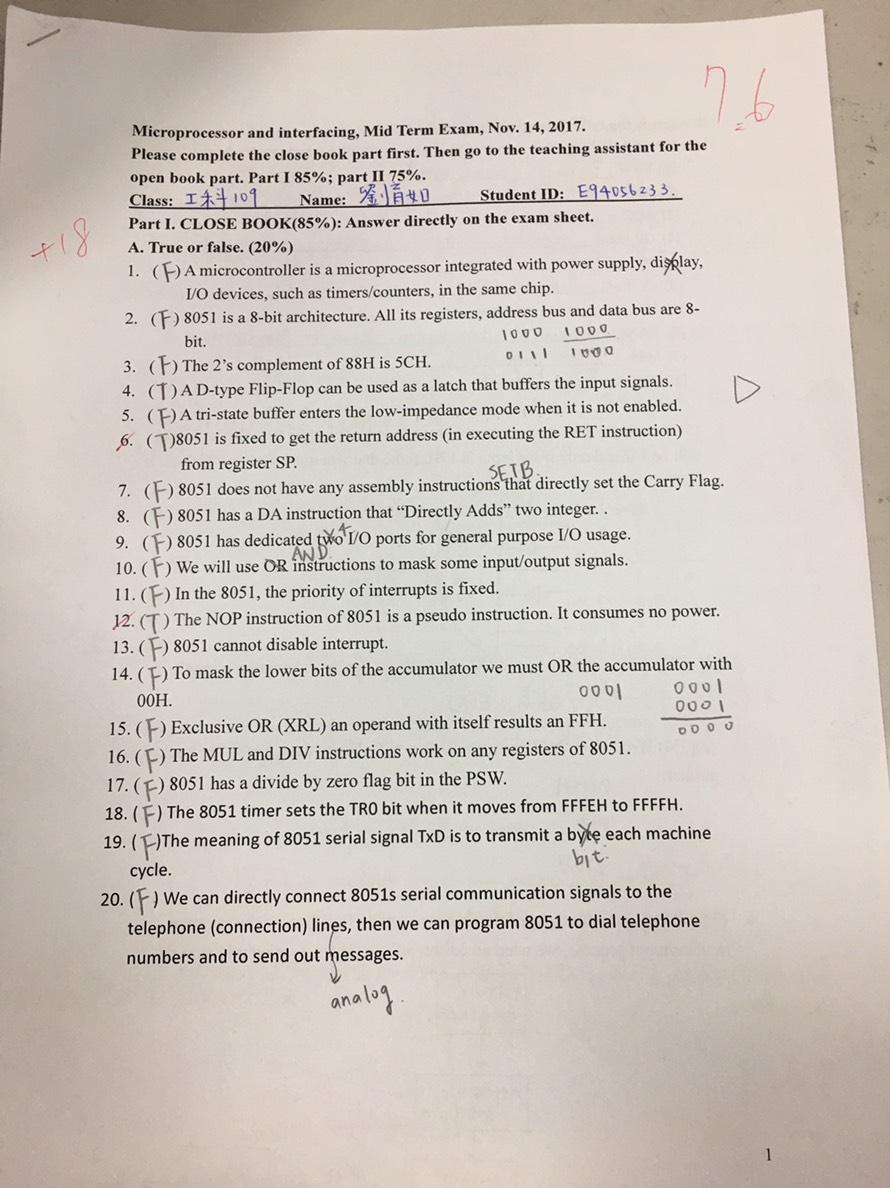 76
Microprocessor and interfacing, Mid Term Exam, Nov. 14, 2017.
Please complete the close book part first. Then go to the teaching assistant for the
open book part. Part I 85%; part II 75%.
Class: 工科109 Name: Student ID: E94056233.
Part I. CLOSE BOOK(85%): Answer directly on the exam sheet.
+18
A. True or false. (20%)
1. (F) A microcontroller is a microprocessor integrated with power supply, display,
I/O devices, such as timers/counters, in the same chip.
2. (F) 8051 is a 8-bit architecture. All its registers, address bus and data bus are 8-
bit.
1000 1000
0111 1000
3. (F) The 2's complement of 88H is 5CH.
4. (T) A D-type Flip-Flop can be used as a latch that buffers the input signals.
5. (F) A tri-state buffer enters the low-impedance mode when it is not enabled.
6. (T)8051 is fixed to get the return address (in executing the RET instruction)
from register SP.
SETB
7. (F) 8051 does not have any assembly instructions that directly set the Carry Flag.
8. (F) 8051 has a DA instruction that "Directly Adds" two integer. .
9. (F) 8051 has dedicated two 4 I/O ports for general purpose I/O usage.
AND
10. (F) We will use OR instructions to mask some input/output signals.
11. (F) In the 8051, the priority of interrupts is fixed.
12. (T) The NOP instruction of 8051 is a pseudo instruction. It consumes no power.
13. (F) 8051 cannot disable interrupt.
14. (F) To mask the lower bits of the accumulator we must OR the accumulator with
00H.
0001 0001
0001
0000
15. (F) Exclusive OR (XRL) an operand with itself results an FFH.
16. (F) The MUL and DIV instructions work on any registers of 8051.
17. (F) 8051 has a divide by zero flag bit in the PSW.
18. (F) The 8051 timer sets the TR0 bit when it moves from FFFEH to FFFFH.
19. (F)The meaning of 8051 serial signal TxD is to transmit a byte each machine
bit.
cycle.
20. (F) We can directly connect 8051s serial communication signals to the
telephone (connection) lines, then we can program 8051 to dial telephone
numbers and to send out messages.
analog.
1